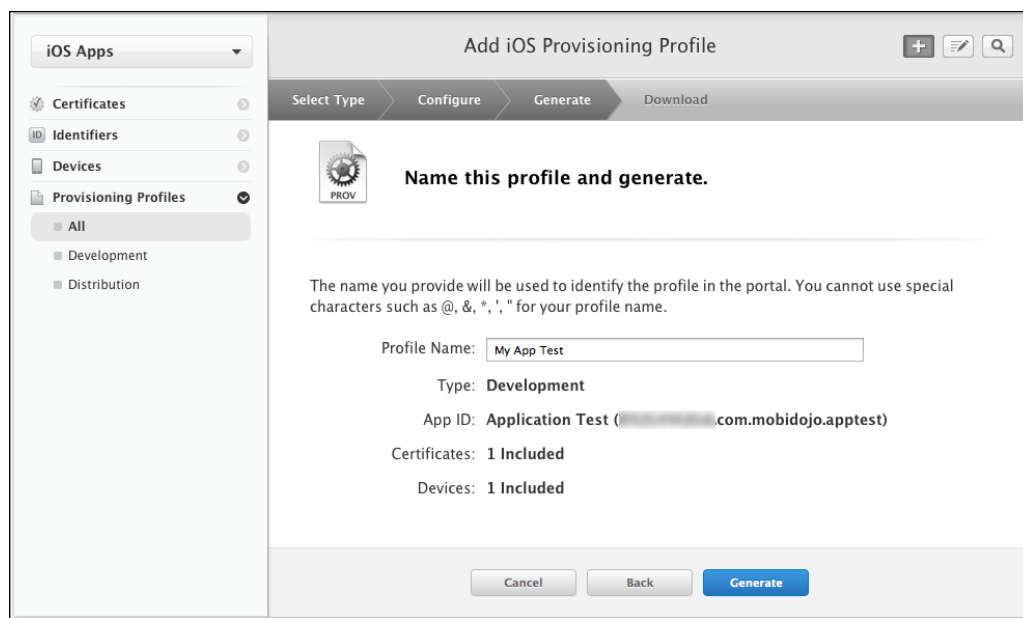 iOS Apps
Add iOS Provisioning Profile
Select Type
Configure
Generate
Download
Certificates
ID Identifiers
Devices
Provisioning Profiles
All
Development
Distribution
PROV
Name this profile and generate.
The name you provide will be used to identify the profile in the portal. You cannot use special
characters such as @, &, *, ', " for your profile name.
Profile Name: My App Test
Type: Development
App ID: Application Test ( .com.mobidojo.apptest)
Certificates: 1 Included
Devices: 1 Included
Cancel
Back
Generate